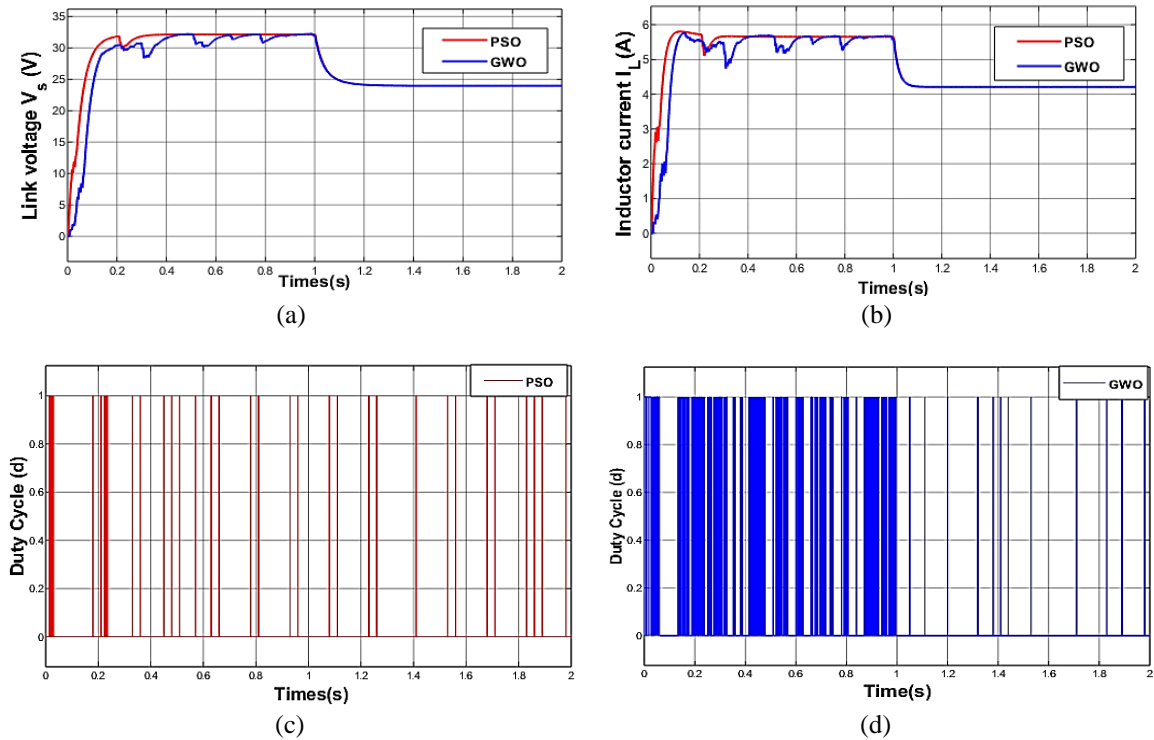 Link voltage V_s (V)
35
30
25
20
15
10
5
0
0 0.2 0.4 0.6 0.8 1 1.2 1.4 1.6 1.8 2
Times(s)
PSO
GWO
(a)
Inductor current I_L(A)
6
5
4
3
2
1
0
0 0.2 0.4 0.6 0.8 1 1.2 1.4 1.6 1.8 2
Times(s)
PSO
GWO
(b)
Duty Cycle (d)
1
0.8
0.6
0.4
0.2
0
0.2 0.4 0.6 0.8 1 1.2 1.4 1.6 1.8 2
Times(s)
PSO
(c)
Duty Cycle (d)
1
0.8
0.6
0.4
0.2
0
0 0.2 0.4 0.6 0.8 1 1.2 1.4 1.6 1.8 2
Time(s)
GWO
(d)